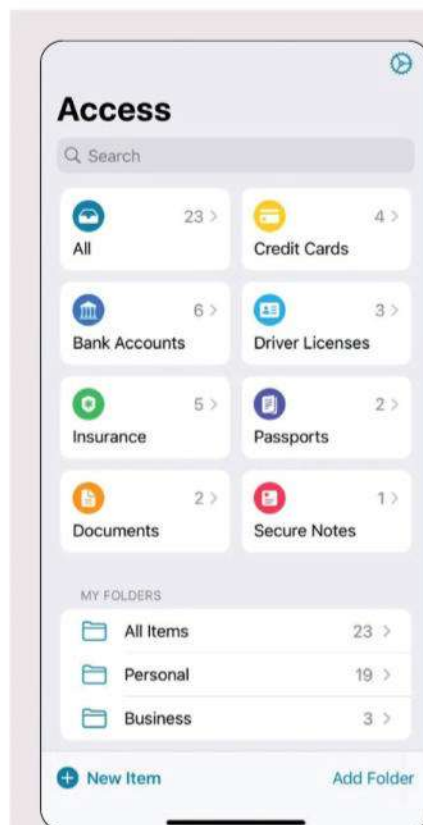 Access
Search
23 >
All
4 >
Credit Cards
6 >
Bank Accounts
3 >
Driver Licenses
5 >
Insurance
2 >
Passports
2 >
Documents
1 >
Secure Notes
MY FOLDERS
All Items 23 >
Personal 19 >
Business 3 >
New Item Add Folder